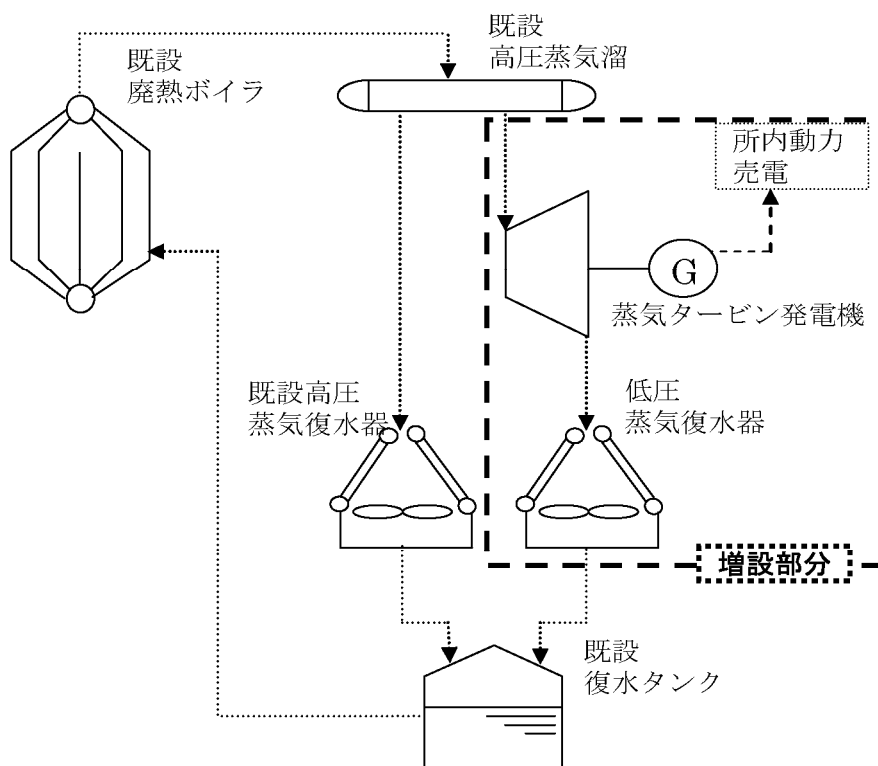 既設
高圧蒸気溜
既設
廃熱ボイラ
所内動力
売電
G
蒸気タービン発電機
既設高圧
蒸気復水器
低圧
蒸気復水器
増設部分
既設
復水タンク